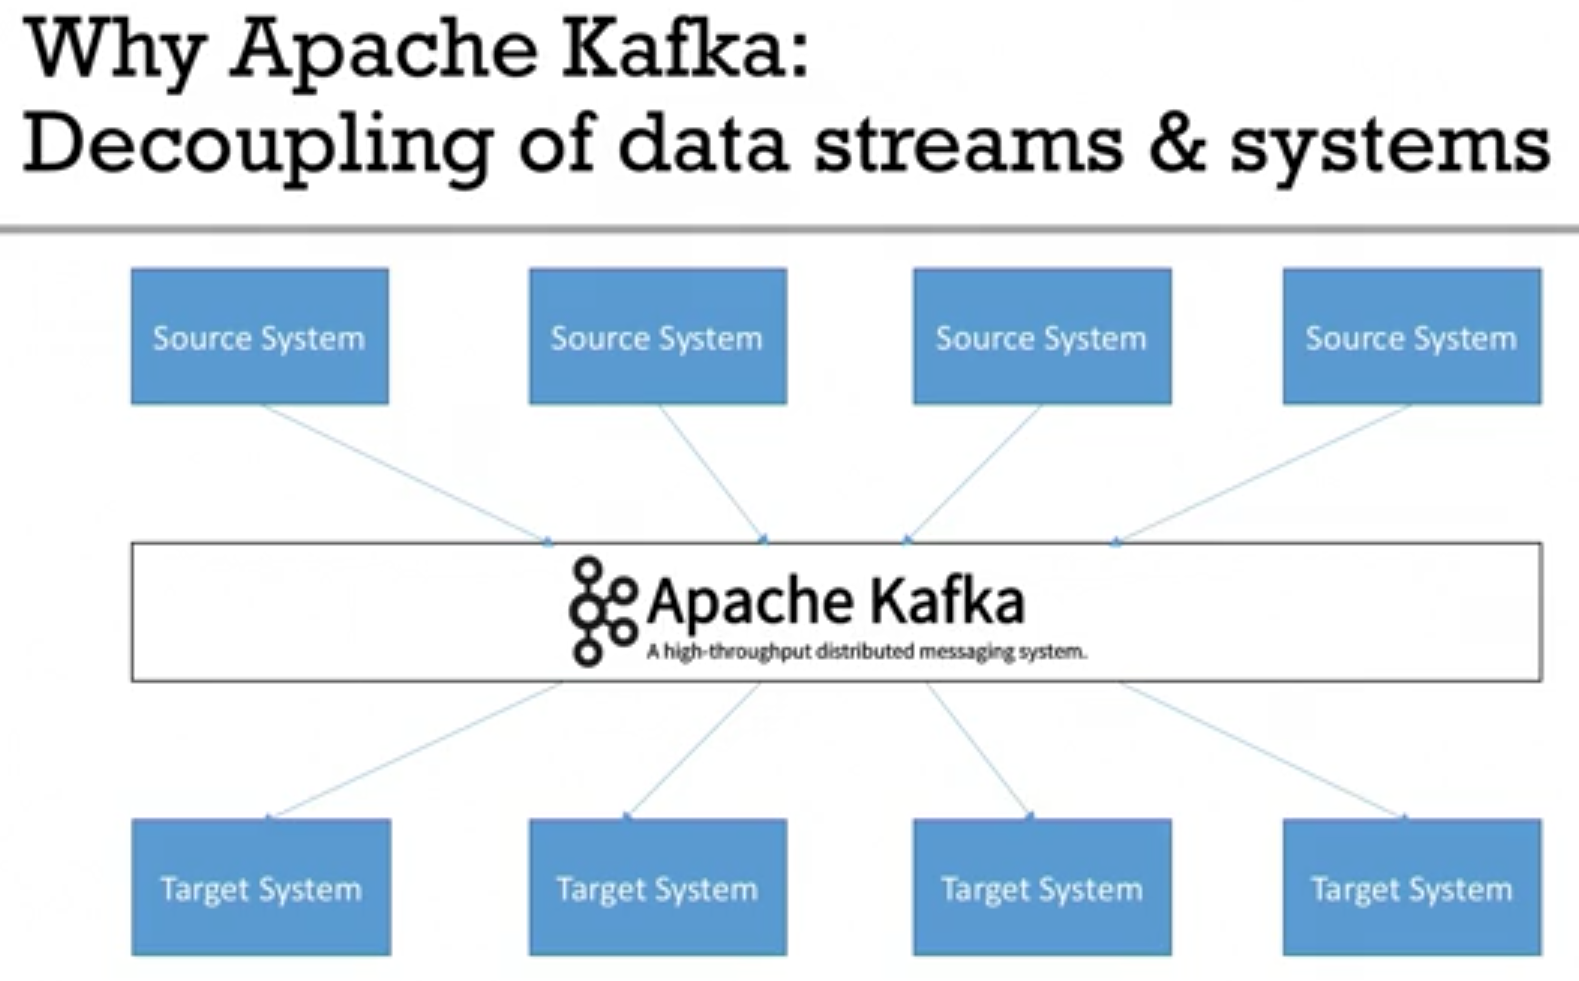 Why Apache Kafka:
Decoupling of data streams & systems
Source System
Source System
Source System
Source System
Apache Kafka
A high-throughput distributed messaging system.
Target System
Target System
Target System
Target System